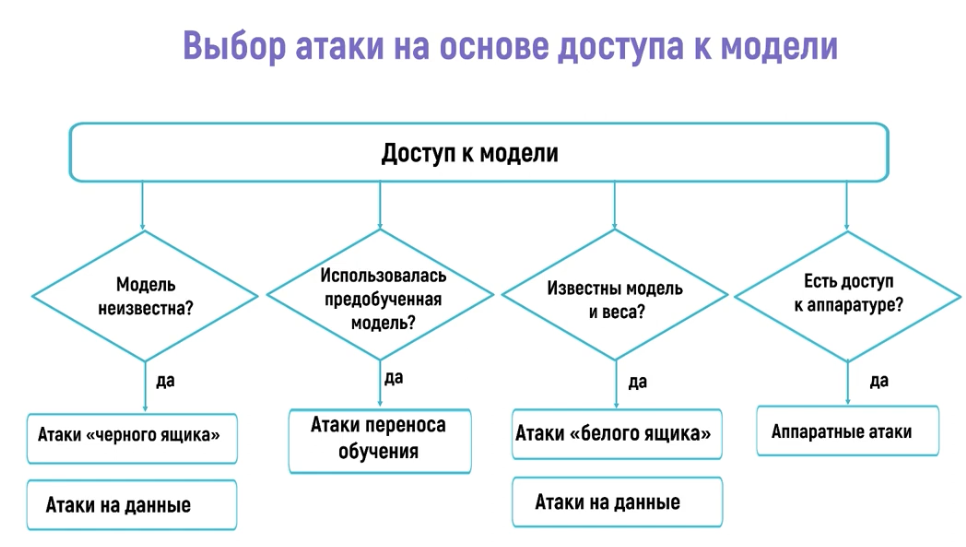 Выбор атаки на основе доступа к модели
Доступ к модели
Модель
неизвестна?
Использовалась
предобученная
модель?
Известны модель
и веса?
Есть доступ
к аппаратуре?
да
да
да
да
Атаки «черного ящика»
Атаки переноса
обучения
Атаки «белого ящика»
Аппаратные атаки
Атаки на данные
Атаки на данные